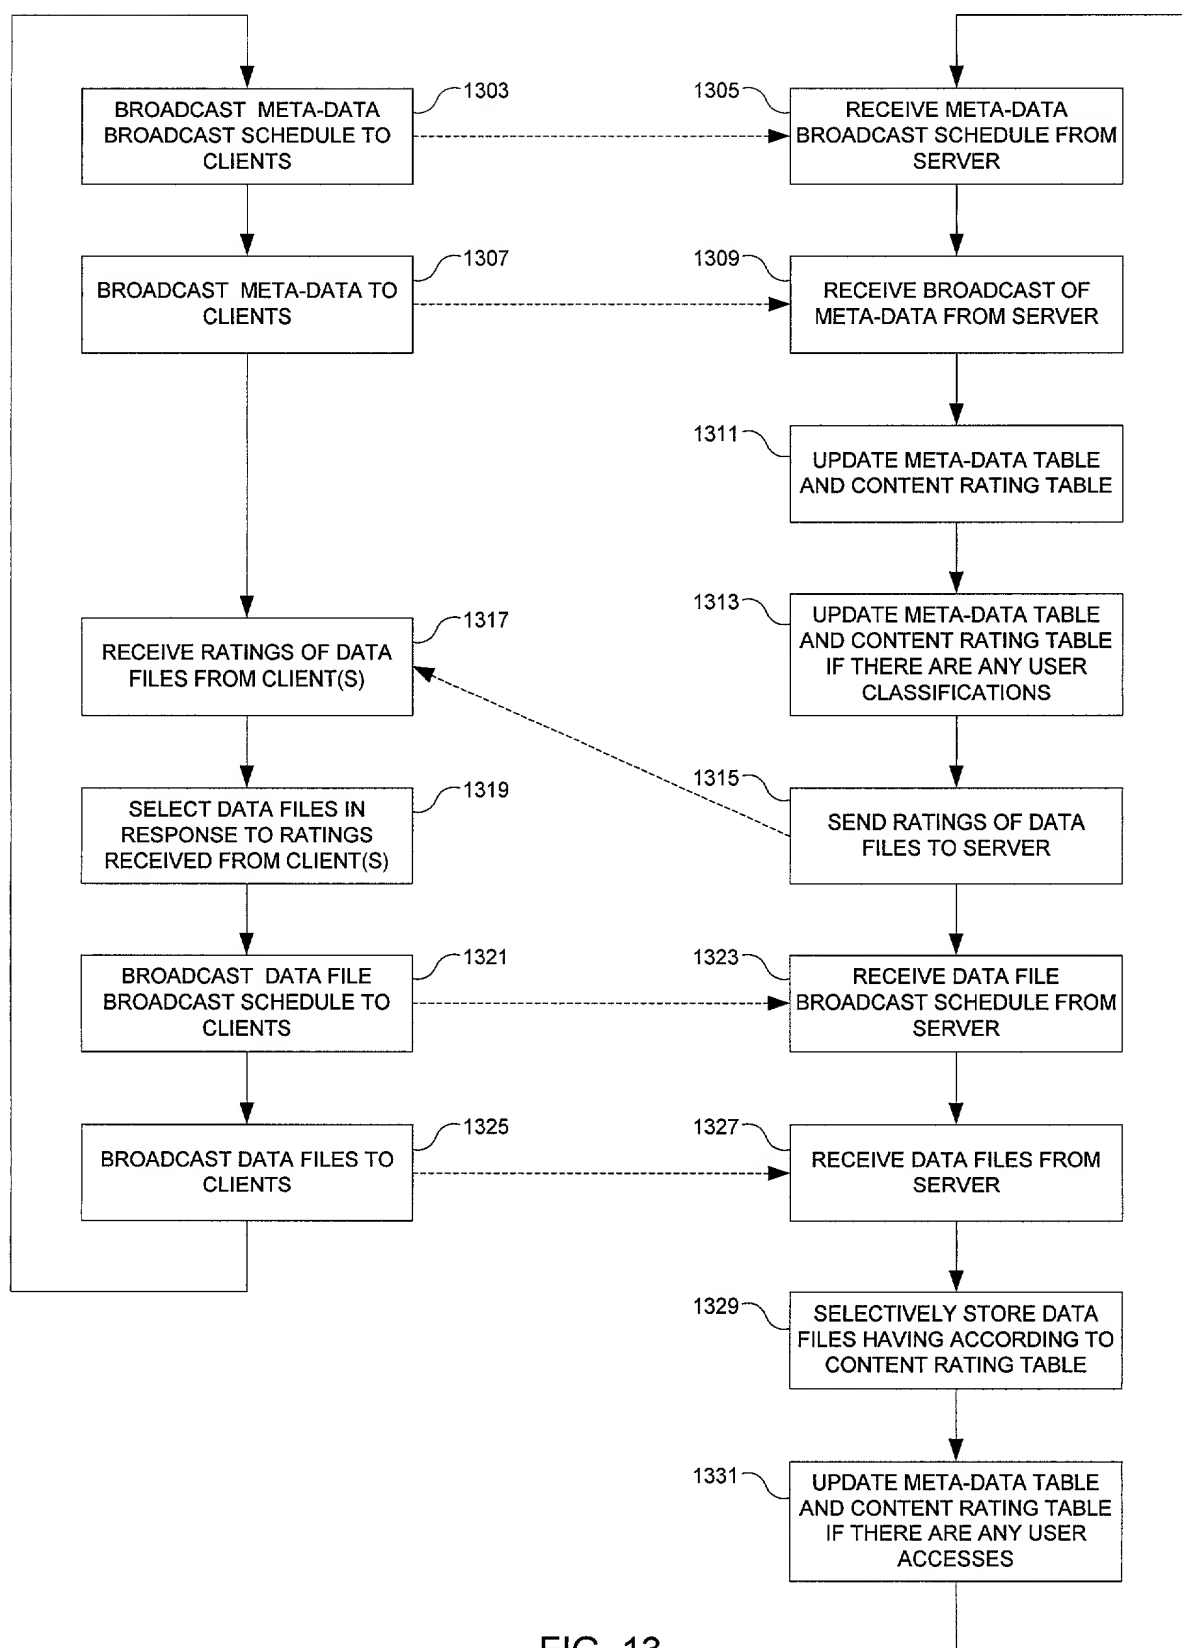 1303
BROADCAST META-DATA
BROADCAST SCHEDULE TO
CLIENTS
1305
RECEIVE META-DATA
BROADCAST SCHEDULE FROM
SERVER
1307
BROADCAST META-DATA TO
CLIENTS
1309
RECEIVE BROADCAST OF
META-DATA FROM SERVER
1311
UPDATE META-DATA TABLE
AND CONTENT RATING TABLE
1313
UPDATE META-DATA TABLE
AND CONTENT RATING TABLE
IF THERE ARE ANY USER
CLASSIFICATIONS
1317
RECEIVE RATINGS OF DATA
FILES FROM CLIENT(S)
1315
SEND RATINGS OF DATA
FILES TO SERVER
1319
SELECT DATA FILES IN
RESPONSE TO RATINGS
RECEIVED FROM CLIENT(S)
1321
BROADCAST DATA FILE
BROADCAST SCHEDULE TO
CLIENTS
1323
RECEIVE DATA FILE
BROADCAST SCHEDULE FROM
SERVER
1325
BROADCAST DATA FILES TO
CLIENTS
1327
RECEIVE DATA FILES FROM
SERVER
1329
SELECTIVELY STORE DATA
FILES HAVING ACCORDING TO
CONTENT RATING TABLE
1331
UPDATE META-DATA TABLE
AND CONTENT RATING TABLE
IF THERE ARE ANY USER
ACCESSES
FIG. 13